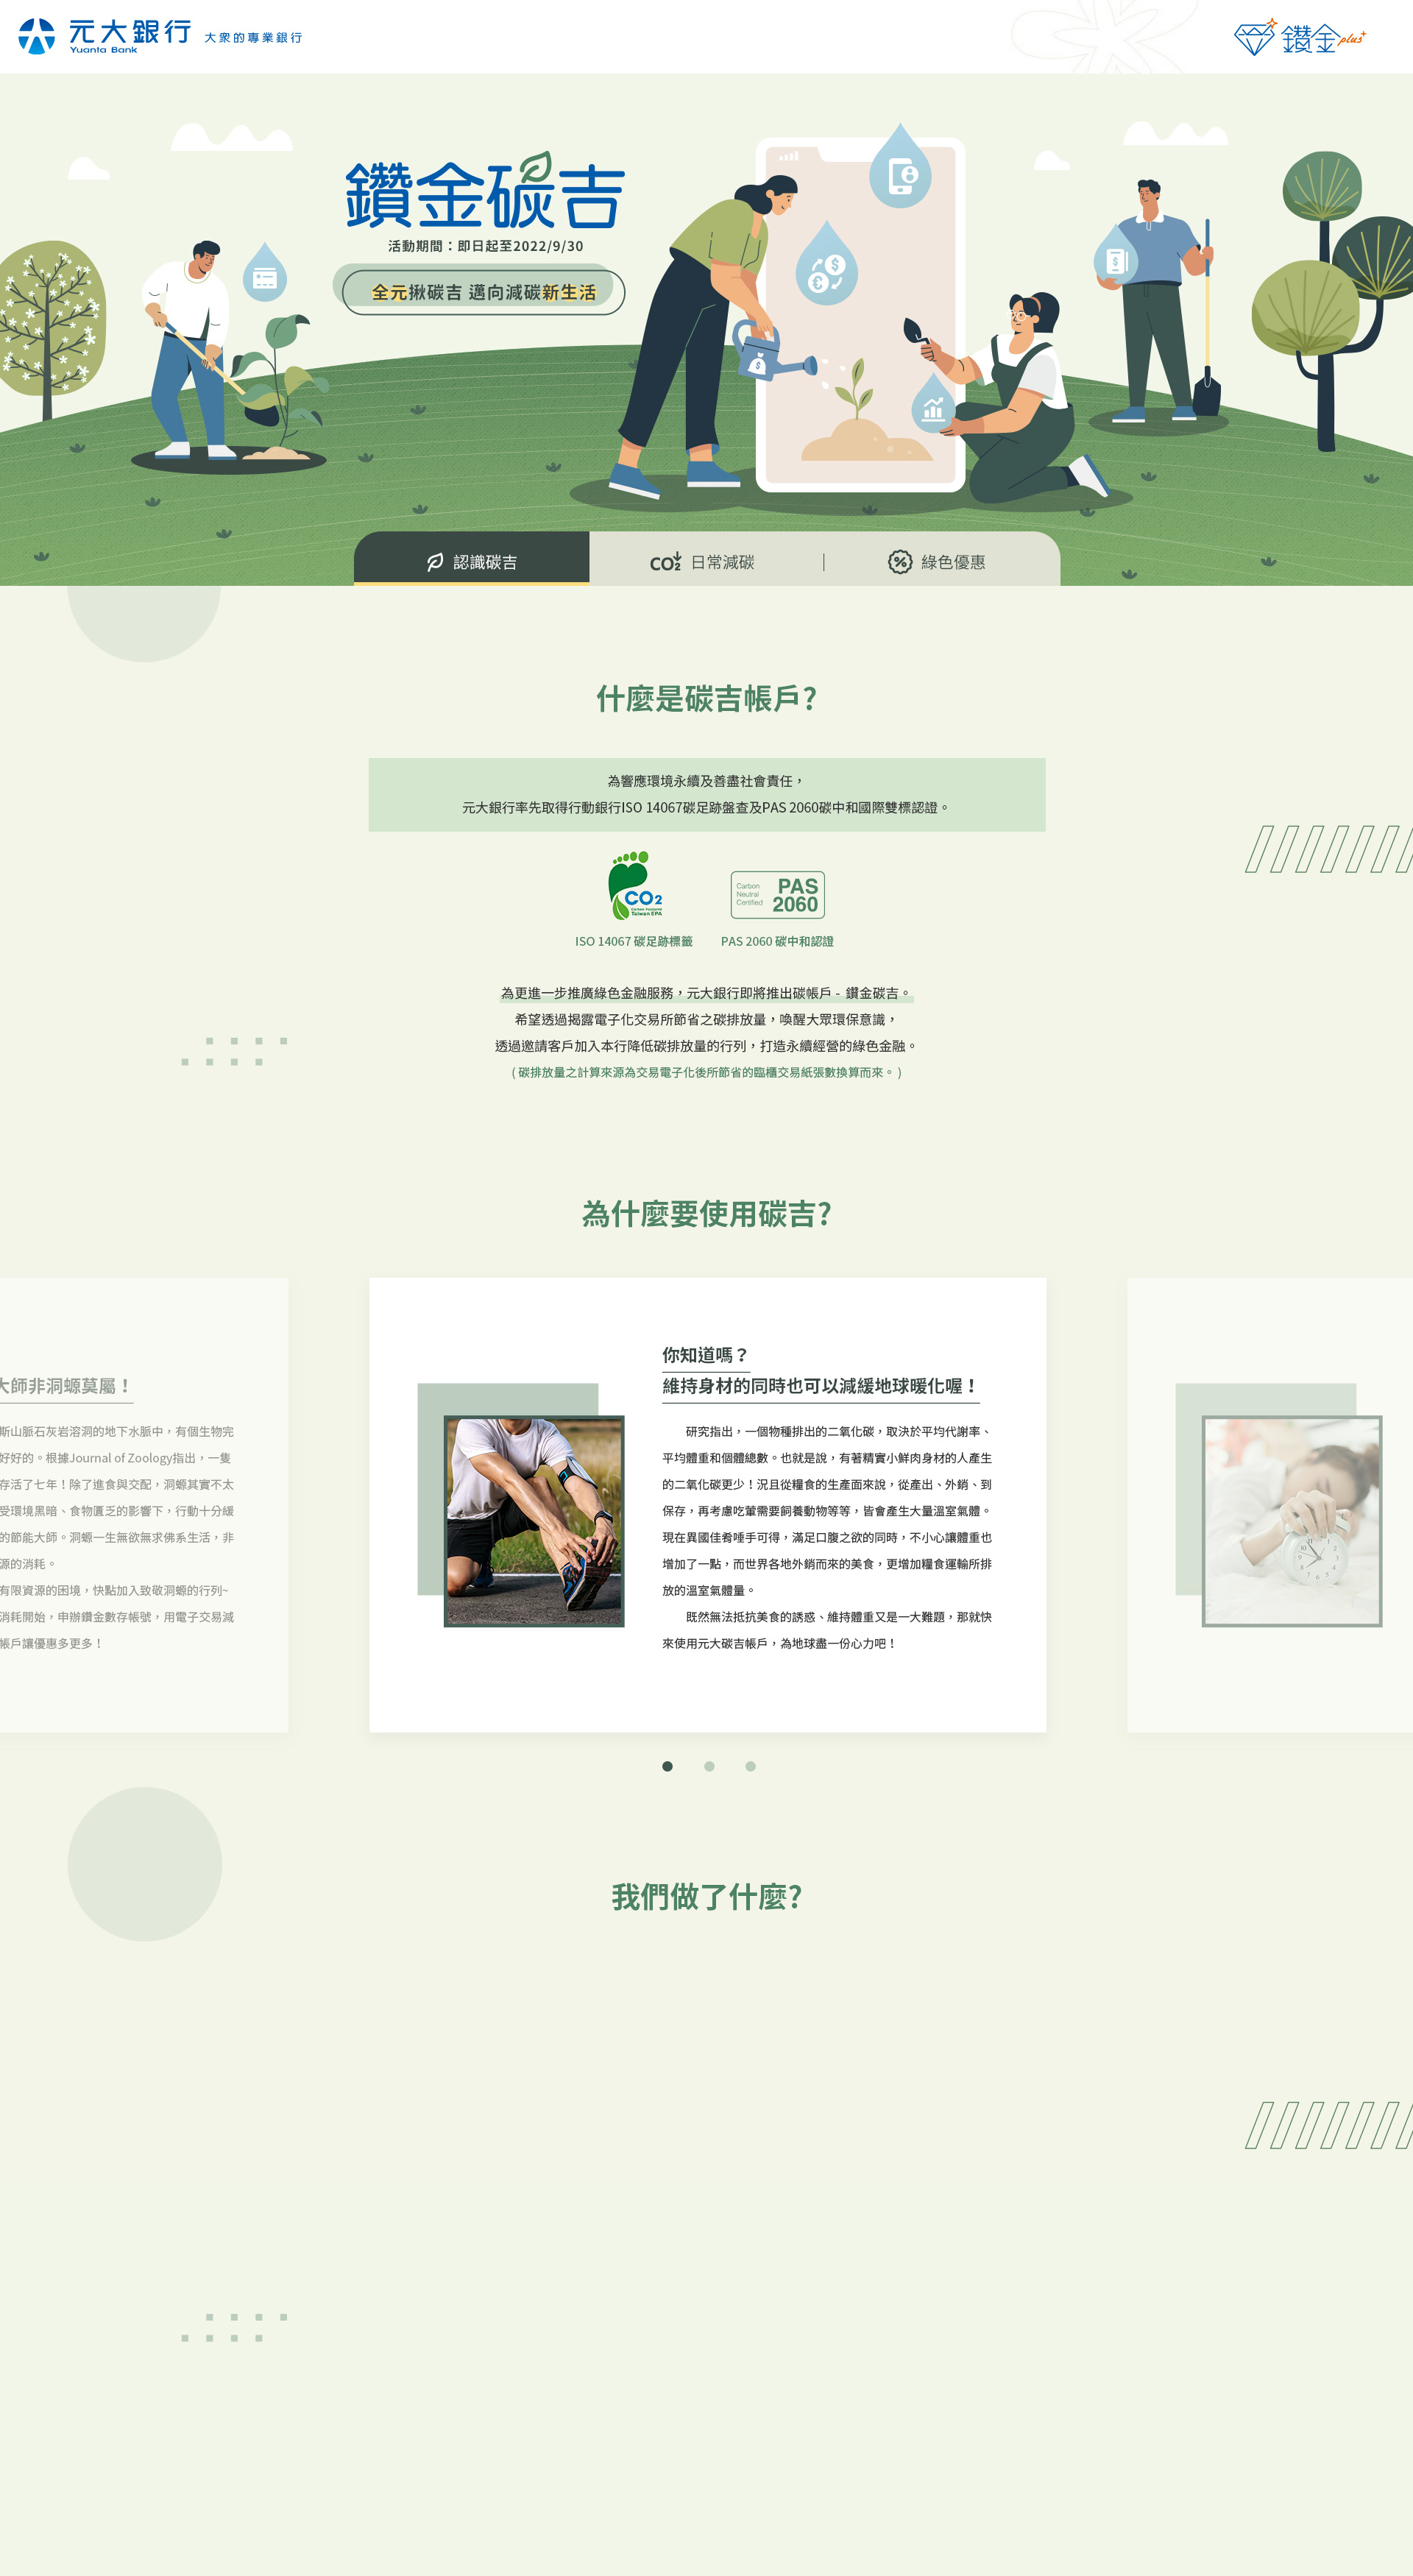 元大銀行
Yuanta Bank
大眾的專業銀行
鑽金plus+
鑽金碳吉
活動期間：即日起至2022/9/30
全元揪碳吉 邁向減碳新生活
認識碳吉
CO2 日常減碳
綠色優惠
什麼是碳吉帳戶?
為響應環境永續及善盡社會責任，
元大銀行率先取得行動銀行ISO 14067碳足跡盤查及PAS 2060碳中和國際雙標認證。
CO2
Carbon Footprint
Taiwan EPA
Carbon
Neutral
Certified
PAS
2060
ISO 14067 碳足跡標籤
PAS 2060 碳中和認證
為更進一步推廣綠色金融服務，元大銀行即將推出碳帳戶 - 鑽金碳吉。
希望透過揭露電子化交易所節省之碳排放量，喚醒大眾環保意識，
透過邀請客戶加入本行降低碳排放量的行列，打造永續經營的綠色金融。
( 碳排放量之計算來源為交易電子化後所節省的臨櫃交易紙張數換算而來。 )
為什麼要使用碳吉?
大師非洞螈莫屬！
斯山脈石灰岩溶洞的地下水脈中，有個生物完
好好的。根據Journal of Zoology指出，一隻
存活了七年！除了進食與交配，洞螈其實不太
受環境黑暗、食物匱乏的影響下，行動十分緩
的節能大師。洞螈一生無欲無求佛系生活，非
源的消耗。
有限資源的困境，快點加入致敬洞螈的行列~
消耗開始，申辦鑽金數存帳號，用電子交易減
帳戶讓優惠多更多！
你知道嗎？
維持身材的同時也可以減緩地球暖化喔！
研究指出，一個物種排出的二氧化碳，取決於平均代謝率、
平均體重和個體總數。也就是說，有著精實小鮮肉身材的人產生
的二氧化碳更少！況且從糧食的生產面來說，從產出、外銷、到
保存，再考慮吃葷需要飼養動物等等，皆會產生大量溫室氣體。
現在異國佳肴唾手可得，滿足口腹之欲的同時，不小心讓體重也
增加了一點，而世界各地外銷而來的美食，更增加糧食運輸所排
放的溫室氣體量。
既然無法抵抗美食的誘惑、維持體重又是一大難題，那就快
來使用元大碳吉帳戶，為地球盡一份心力吧！
我們做了什麼?